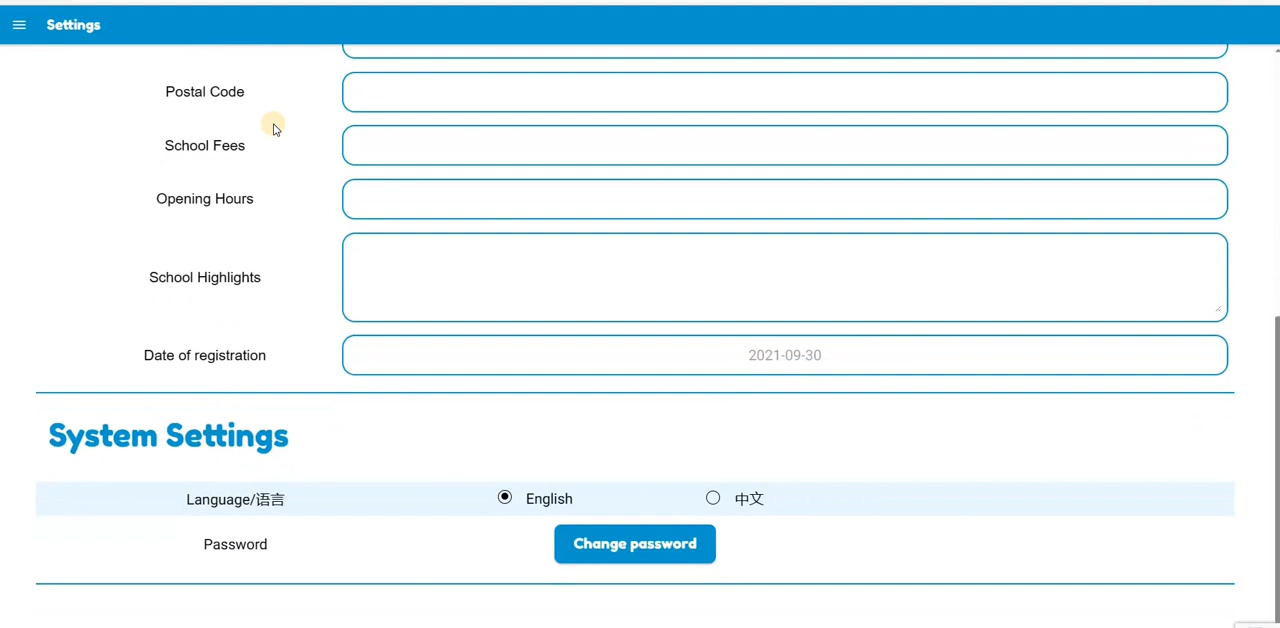 Settings
Postal Code
School Fees
Opening Hours
School Highlights
Date of registration 2021-09-30
System Settings
Language/语言 English 中文
Password Change password